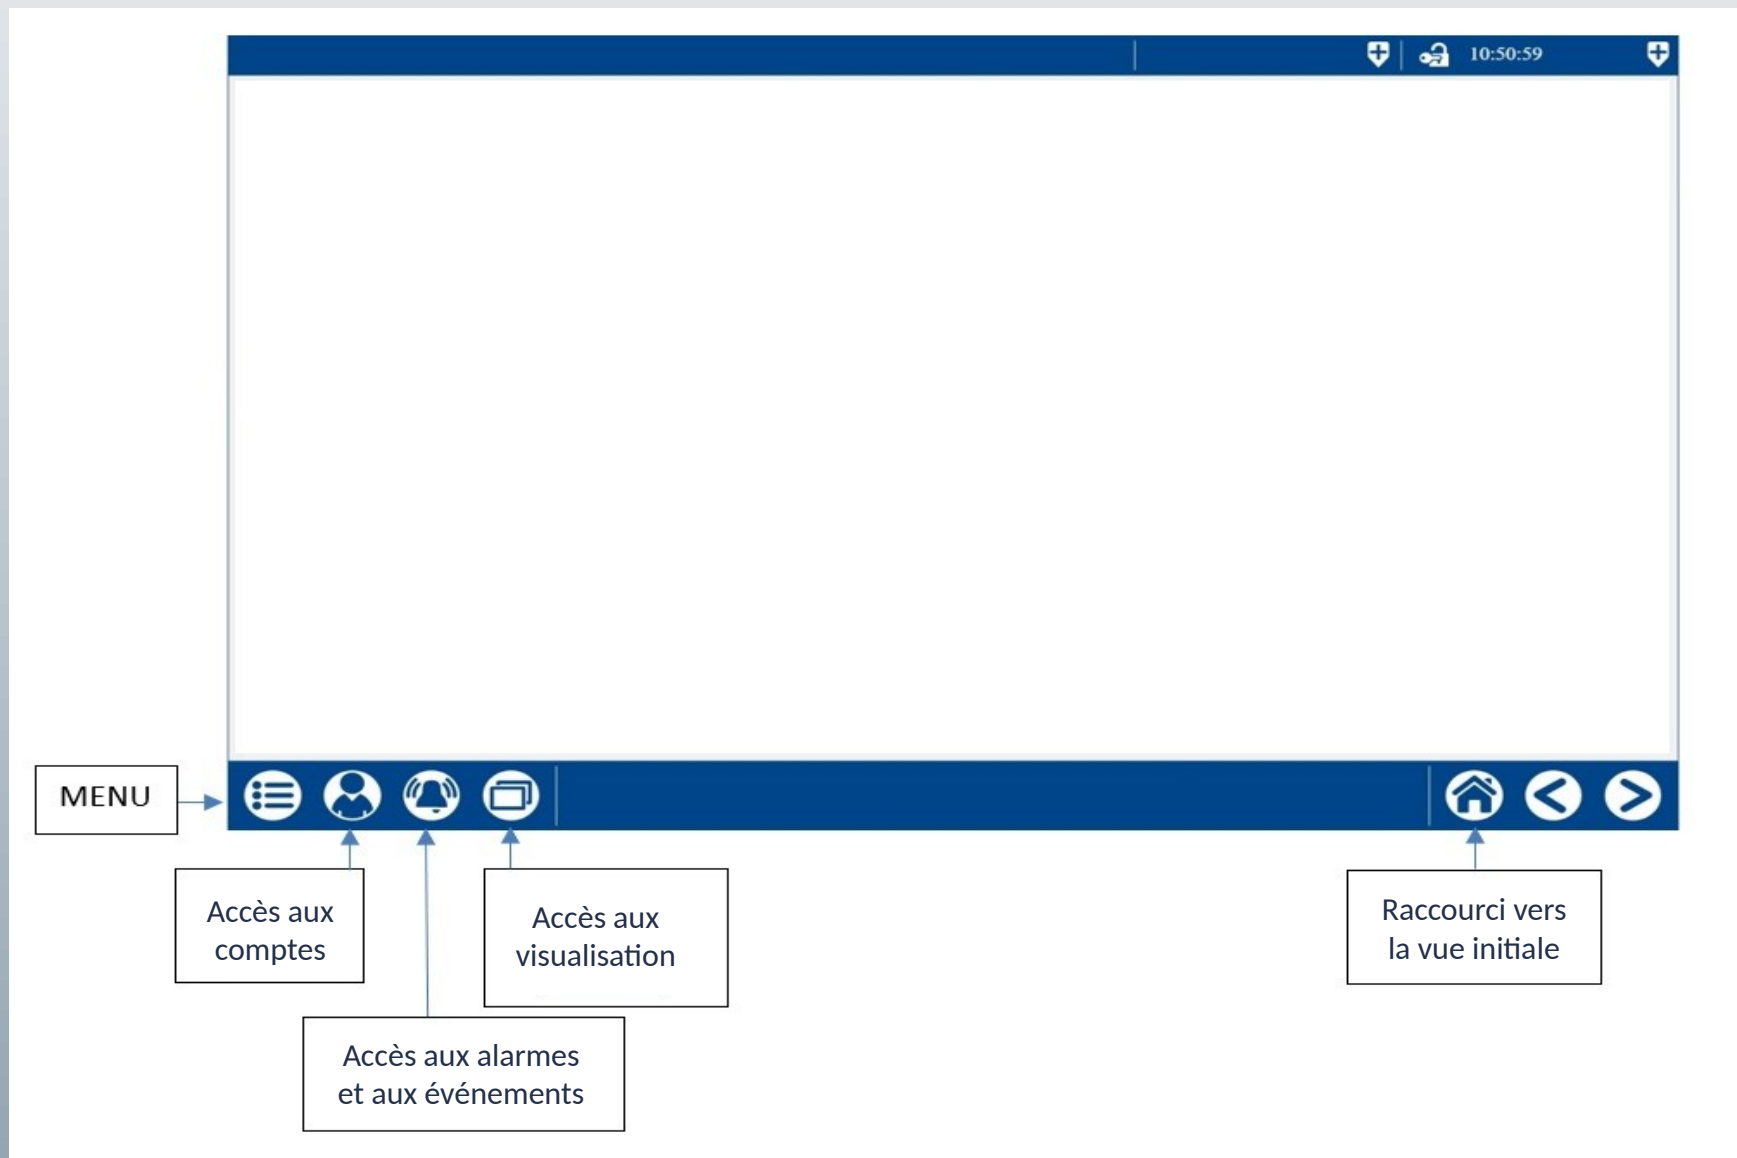 10:50:59
MENU
Accès aux
comptes
Accès aux
visualisation
Raccourci vers
la vue initiale
Accès aux alarmes
et aux événements